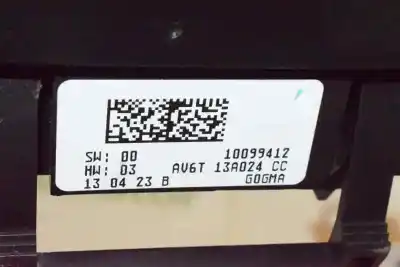 SW: 00 10099412
HW: 03 AV6T 13A024 CC
13 04 23 B GOGMA